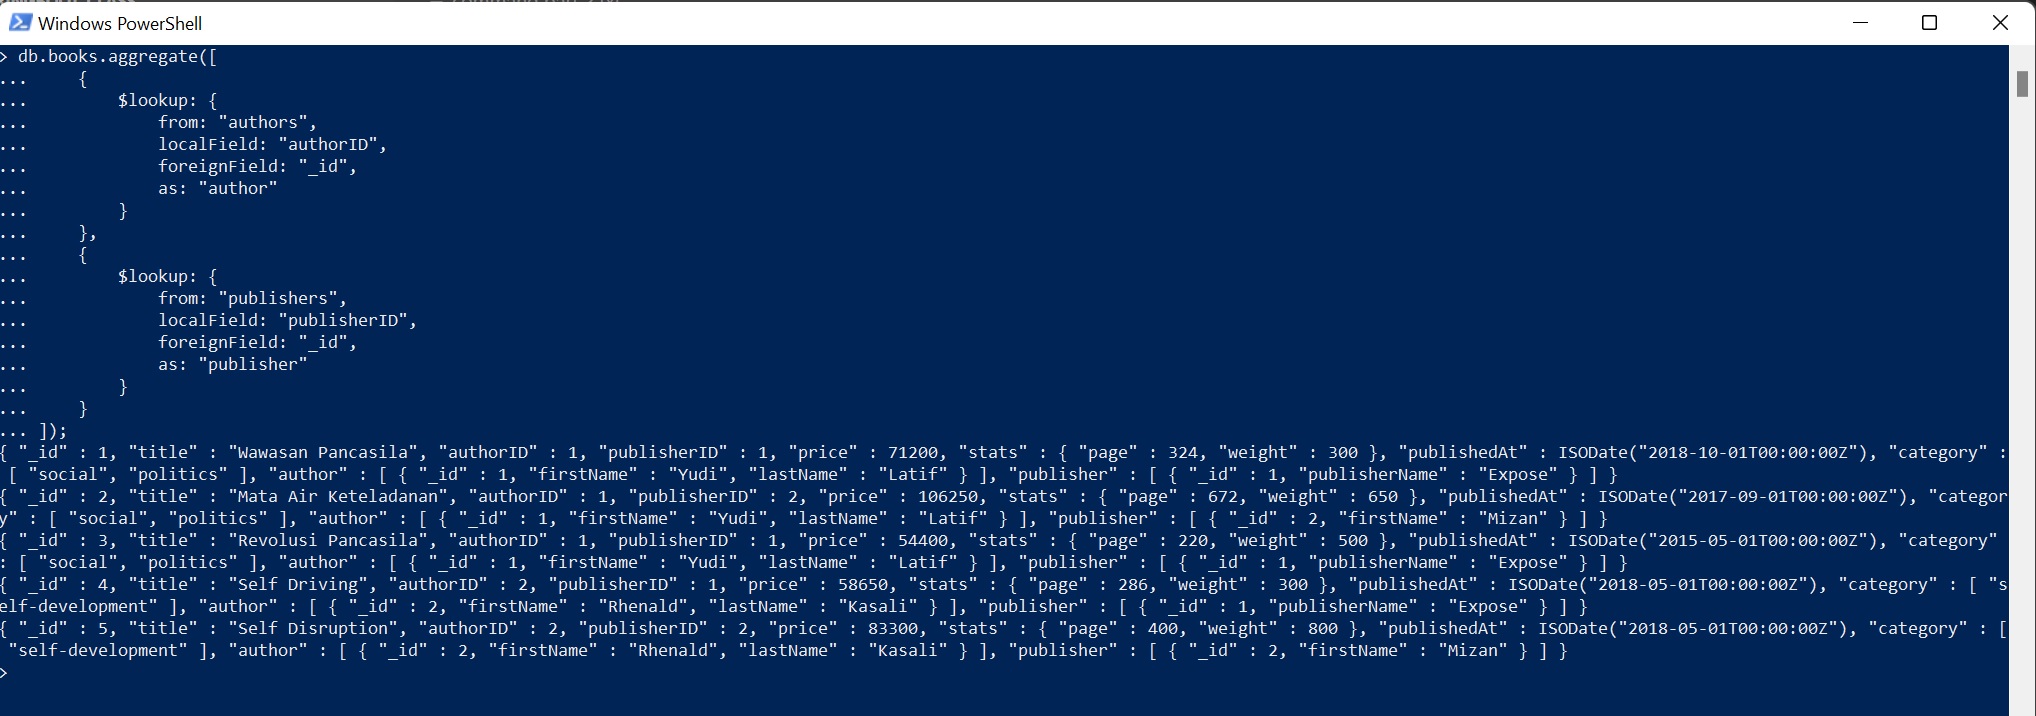 Windows PowerShell
> db.books.aggregate([
...     {
...         $lookup: {
...             from: "authors",
...             localField: "authorID",
...             foreignField: "_id",
...             as: "author"
...         }
...     },
...     {
...         $lookup: {
...             from: "publishers",
...             localField: "publisherID",
...             foreignField: "_id",
...             as: "publisher"
...         }
...     }
... ]);
{ "_id" : 1, "title" : "Wawasan Pancasila", "authorID" : 1, "publisherID" : 1, "price" : 71200, "stats" : { "page" : 324, "weight" : 300 }, "publishedAt" : ISODate("2018-10-01T00:00:00Z"), "category" :
 [ "social", "politics" ], "author" : [ { "_id" : 1, "firstName" : "Yudi", "lastName" : "Latif" } ], "publisher" : [ { "_id" : 1, "publisherName" : "Expose" } ] }
{ "_id" : 2, "title" : "Mata Air Keteladanan", "authorID" : 1, "publisherID" : 2, "price" : 106250, "stats" : { "page" : 672, "weight" : 650 }, "publishedAt" : ISODate("2017-09-01T00:00:00Z"), "categor
y" : [ "social", "politics" ], "author" : [ { "_id" : 1, "firstName" : "Yudi", "lastName" : "Latif" } ], "publisher" : [ { "_id" : 2, "firstName" : "Mizan" } ] }
{ "_id" : 3, "title" : "Revolusi Pancasila", "authorID" : 1, "publisherID" : 1, "price" : 54400, "stats" : { "page" : 220, "weight" : 500 }, "publishedAt" : ISODate("2015-05-01T00:00:00Z"), "category"
: [ "social", "politics" ], "author" : [ { "_id" : 1, "firstName" : "Yudi", "lastName" : "Latif" } ], "publisher" : [ { "_id" : 1, "publisherName" : "Expose" } ] }
{ "_id" : 4, "title" : "Self Driving", "authorID" : 2, "publisherID" : 1, "price" : 58650, "stats" : { "page" : 286, "weight" : 300 }, "publishedAt" : ISODate("2018-05-01T00:00:00Z"), "category" : [ "s
elf-development" ], "author" : [ { "_id" : 2, "firstName" : "Rhenald", "lastName" : "Kasali" } ], "publisher" : [ { "_id" : 1, "publisherName" : "Expose" } ] }
{ "_id" : 5, "title" : "Self Disruption", "authorID" : 2, "publisherID" : 2, "price" : 83300, "stats" : { "page" : 400, "weight" : 800 }, "publishedAt" : ISODate("2018-05-01T00:00:00Z"), "category" : [
 "self-development" ], "author" : [ { "_id" : 2, "firstName" : "Rhenald", "lastName" : "Kasali" } ], "publisher" : [ { "_id" : 2, "firstName" : "Mizan" } ] }
>